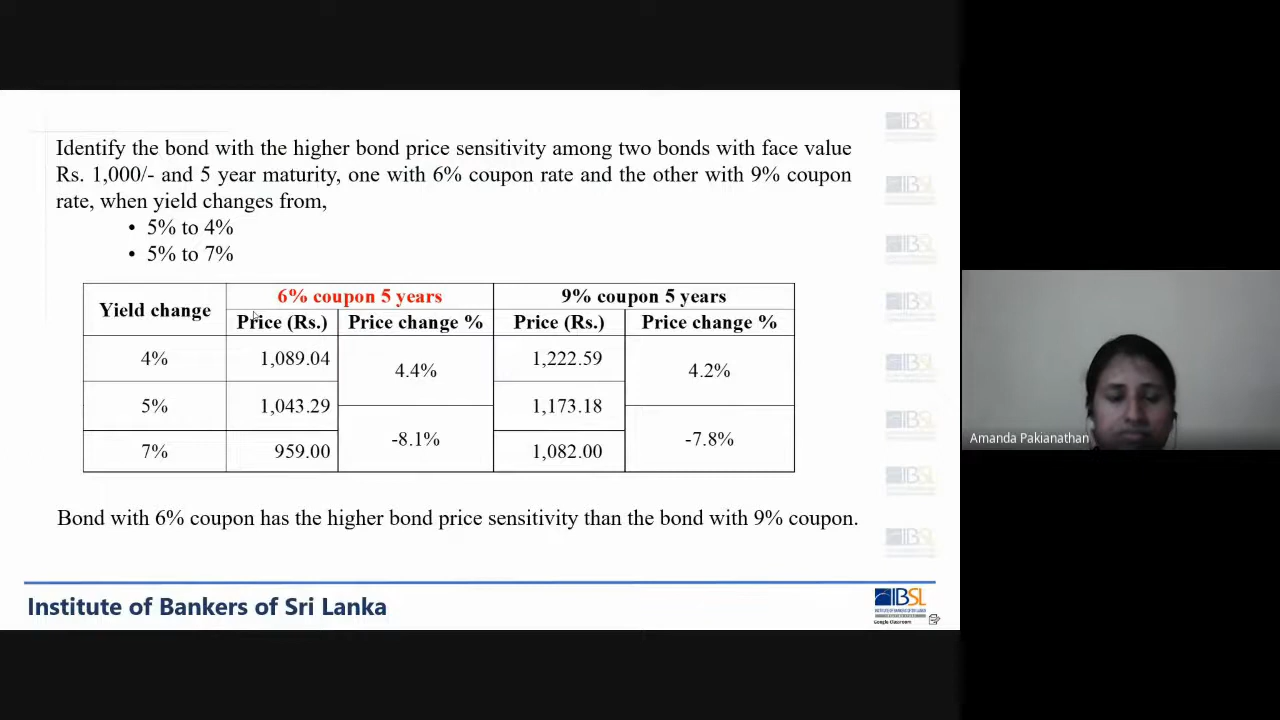 Identify the bond with the higher bond price sensitivity among two bonds with face value
Rs. 1,000/- and 5 year maturity, one with 6% coupon rate and the other with 9% coupon
rate, when yield changes from,
• 5% to 4%
• 5% to 7%
Yield change
6% coupon 5 years
9% coupon 5 years
Price (Rs.)
Price change %
Price (Rs.)
Price change %
4%
1,089.04
4.4%
1,222.59
4.2%
5%
1,043.29
1,173.18
-8.1%
-7.8%
7%
959.00
1,082.00
Bond with 6% coupon has the higher bond price sensitivity than the bond with 9% coupon.
Institute of Bankers of Sri Lanka
IBSL
Google Classroom
Amanda Pakianathan